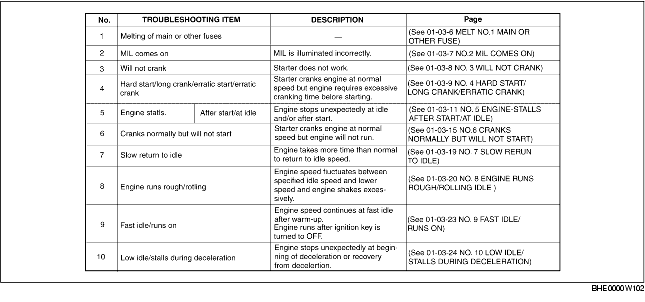 No. TROUBLESHOOTING ITEM DESCRIPTION Page
1 Melting of main or other fuses — (See 01-03-6 MELT NO.1 MAIN OR
OTHER FUSE)
2 MIL comes on MIL is illuminated incorrectly. (See 01-03-7 NO.2 MIL COMES ON)
3 Will not crank Starter does not work. (See 01-03-8 NO. 3 WILL NOT CRANK)
4 Hard start/long crank/erratic start/erratic
crank
Starter cranks engine at normal
speed but engine requires excessive
cranking time before starting.
(See 01-03-9 NO. 4 HARD START/
LONG CRANK/ERRATIC CRANK)
5 Engine statls. After start/at idle Engine stops unexpectedly at idle
and/or after start.
(See 01-03-11 NO. 5 ENGINE-STALLS
AFTER START/AT IDLE)
6 Cranks normally but will not start Starter cranks engine at normal
speed but engine will not run.
(See 01-03-15 NO.6 CRANKS
NORMALLY BUT WILL NOT START)
7 Slow return to idle Engine takes more time than normal
to return to idle speed.
(See 01-03-19 NO. 7 SLOW RERUN
TO IDLE)
8 Engine runs rough/rotling Engine speed fluctuates between
specified idle speed and lower
speed and engine shakes exces-
sively.
(See 01-03-20 NO. 8 ENGINE RUNS
ROUGH/ROLLING IDLE )
9 Fast idle/runs on Engine speed continues at fast idle
after warm-up.
Engine runs after ignition key is
turned to OFF.
(See 01-03-23 NO. 9 FAST IDLE/
RUNS ON)
10 Low idle/stalls during deceleration Engine stops unexpectedly at begin-
ning of deceleration or recovery
from decelertion.
(See 01-03-24 NO. 10 LOW IDLE/
STALLS DURING DECELERATION)
BHE0000W102